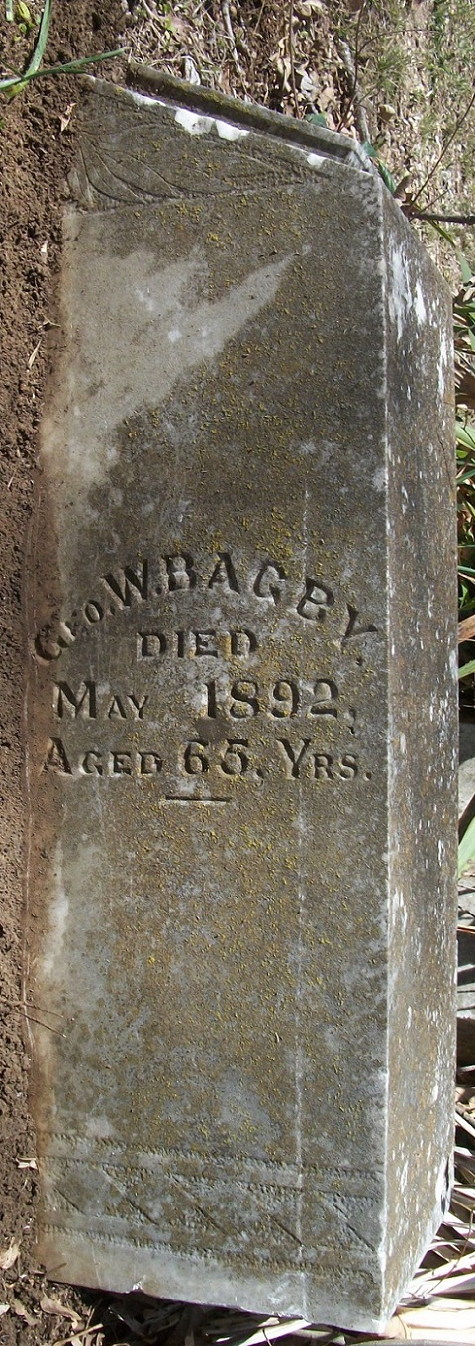 GEO. W. BAGBY.
DIED
MAY 1892,
AGED 65, YRS.